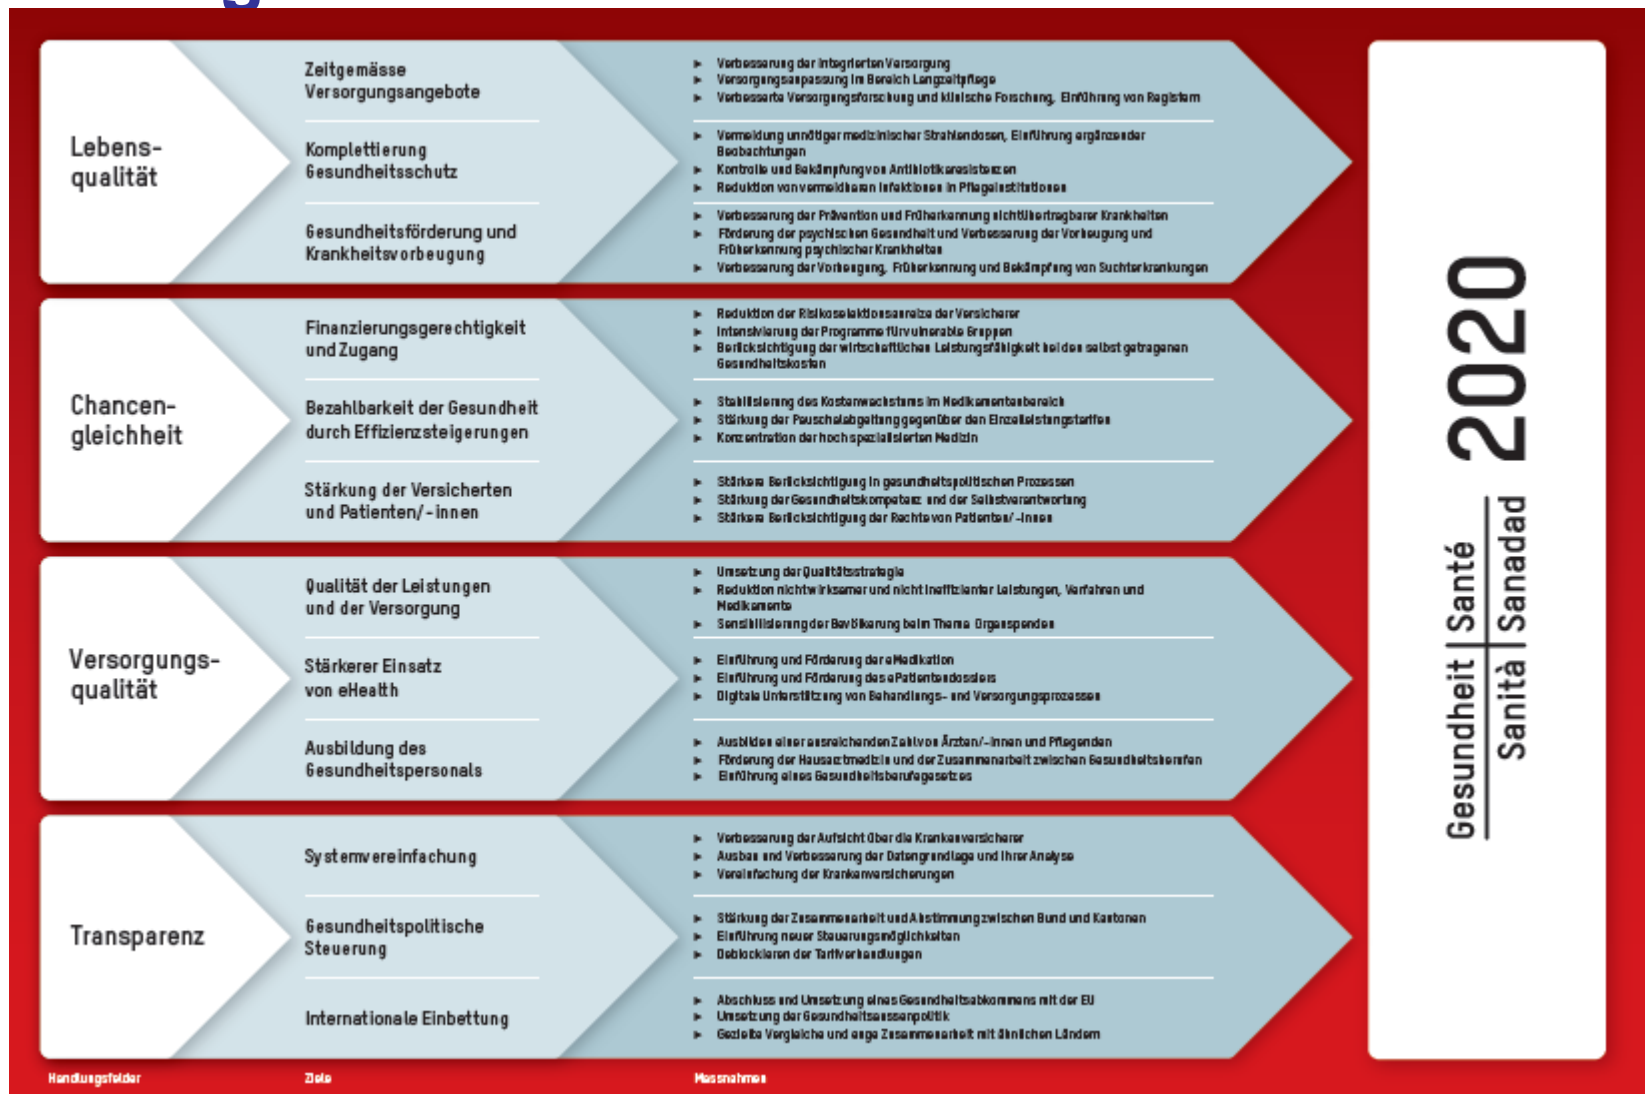 Lebens-
qualität
Zeitgemässe
Versorgungsangebote
Verbesserung der integrierten Versorgung
Versorgungsanpassung im Bereich Langzeitpflege
Verbesserte Versorgungsforschung und klinische Forschung, Einführung von Registern
Komplettierung
Gesundheitsschutz
Vermeidung unnötiger medizinischer Strahlendosen, Einführung ergänzender
Beobachtungen
Kontrolle und Bekämpfung von Antibiotikaresistenzen
Reduktion von vermeidbaren Infektionen in Pflegeinstitutionen
Gesundheitsförderung und
Krankheitsvorbeugung
Verbesserung der Prävention und Früherkennung nichtübertragbarer Krankheiten
Förderung der psychischen Gesundheit und Verbesserung der Vorbeugung und
Früherkennung psychischer Krankheiten
Verbesserung der Vorbeugung, Früherkennung und Bekämpfung von Suchterkrankungen
Chancen-
gleichheit
Finanzierungsgerechtigkeit
und Zugang
Reduktion der Risikoselektionsanreize der Versicherer
Intensivierung der Programme für vulnerable Gruppen
Berücksichtigung der wirtschaftlichen Leistungsfähigkeit bei den selbst getragenen
Gesundheitskosten
Bezahlbarkeit der Gesundheit
durch Effizienzsteigerungen
Stabilisierung des Kostenwachstums im Medikamentenbereich
Stärkung der Pauschalabgeltung gegenüber den Einzelleistungstarifen
Konzentration der hoch spezialisierten Medizin
Stärkung der Versicherten
und Patienten/-innen
Stärkere Berücksichtigung in gesundheitspolitischen Prozessen
Stärkung der Gesundheitskompetenz und der Selbstverantwortung
Stärkere Berücksichtigung der Rechte von Patienten/-innen
Versorgungs-
qualität
Qualität der Leistungen
und der Versorgung
Umsetzung der Qualitätsstrategie
Reduktion nicht wirksamer und nicht ineffizienter Leistungen, Verfahren und
Medikamente
Sensibilisierung der Bevölkerung beim Thema Organspenden
Stärkerer Einsatz
von eHealth
Einführung und Förderung der eMedikation
Einführung und Förderung des ePatientendossiers
Digitale Unterstützung von Behandlungs- und Versorgungsprozessen
Ausbildung des
Gesundheitspersonals
Ausbilden einer ausreichenden Zahl von Ärzten/-innen und Pflegenden
Förderung der Hausarztmedizin und der Zusammenarbeit zwischen Gesundheitsberufen
Einführung eines Gesundheitsberufegesetzes
Transparenz
Systemvereinfachung
Verbesserung der Aufsicht über die Krankenversicherer
Ausbau und Verbesserung der Datengrundlage und ihrer Analyse
Vereinfachung der Krankenversicherungen
Gesundheitspolitische
Steuerung
Stärkung der Zusammenarbeit und Abstimmung zwischen Bund und Kantonen
Einführung neuer Steuerungsmöglichkeiten
Deblockieren der Tarifverhandlungen
Internationale Einbettung
Abschluss und Umsetzung eines Gesundheitsabkommens mit der EU
Umsetzung der Gesundheitsaussenpolitik
Gezielte Vergleiche und enge Zusammenarbeit mit ähnlichen Ländern
Handlungsfelder
Ziele
Massnahmen
Gesundheit Santé
Sanità Sanadad
2020